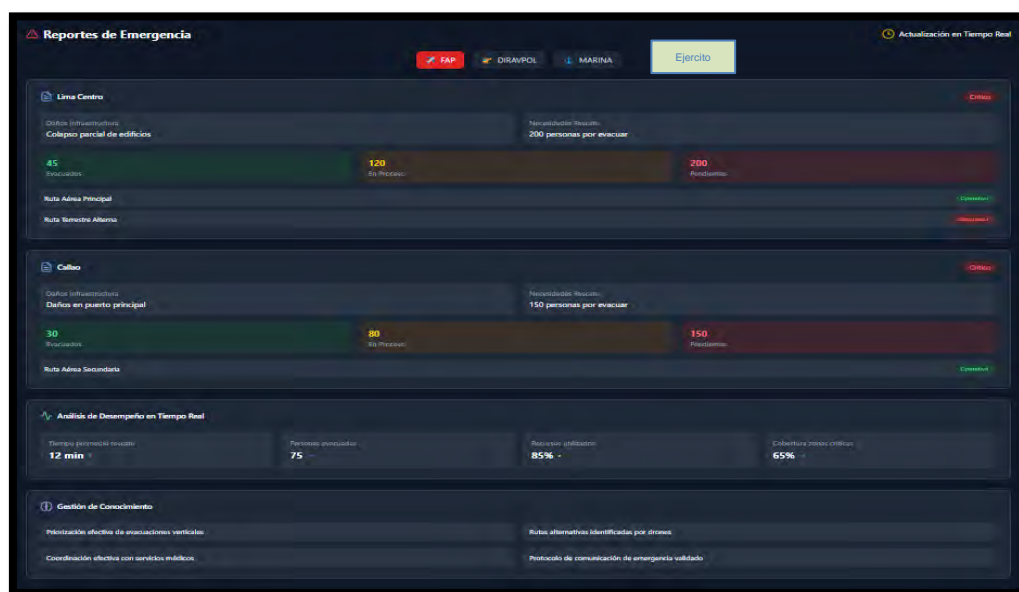 Reportes de Emergencia
Actualización en Tiempo Real
FAP
DIRAVPOL
MARINA
Ejercito
Lima Centro
Crítico
Daños Infraestructura
Necesidades Rescate
Colapso parcial de edificios
200 personas por evacuar
45
120
200
Evacuados
En Proceso
Pendientes
Ruta Aérea Principal
Operativa
Ruta Terrestre Alterna
Callao
Crítico
Daños Infraestructura
Necesidades Rescate
Daños en puerto principal
150 personas por evacuar
30
80
150
Evacuados
En Proceso
Pendientes
Ruta Aérea Secundaria
Operativa
Análisis de Desempeño en Tiempo Real
Tiempo promedio rescate
Personas evacuadas
Recursos utilizados
Cobertura zonas críticas
12 min
75
85%
65%
Gestión de Conocimiento
Priorización efectiva de evacuaciones verticales
Rutas alternativas identificadas por drones
Coordinación efectiva con servicios médicos
Protocolo de comunicación de emergencia validado